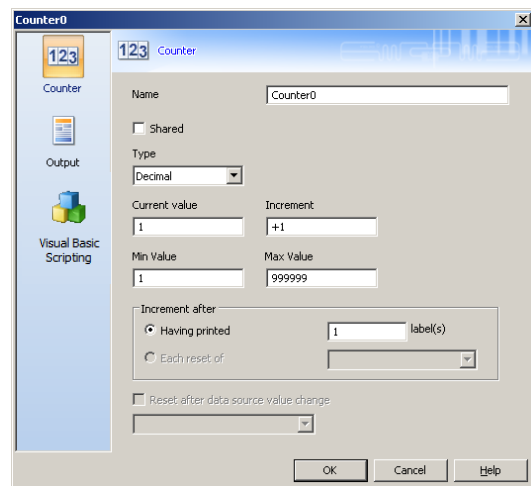 Counter0
123
Counter
123 Counter
Output
Visual Basic
Scripting
Name Counter0
Shared
Type
Decimal
Current value Increment
1 +1
Min Value Max Value
1 999999
Increment after
Having printed 1 label(s)
Each reset of
Reset after data source value change
OK Cancel Help